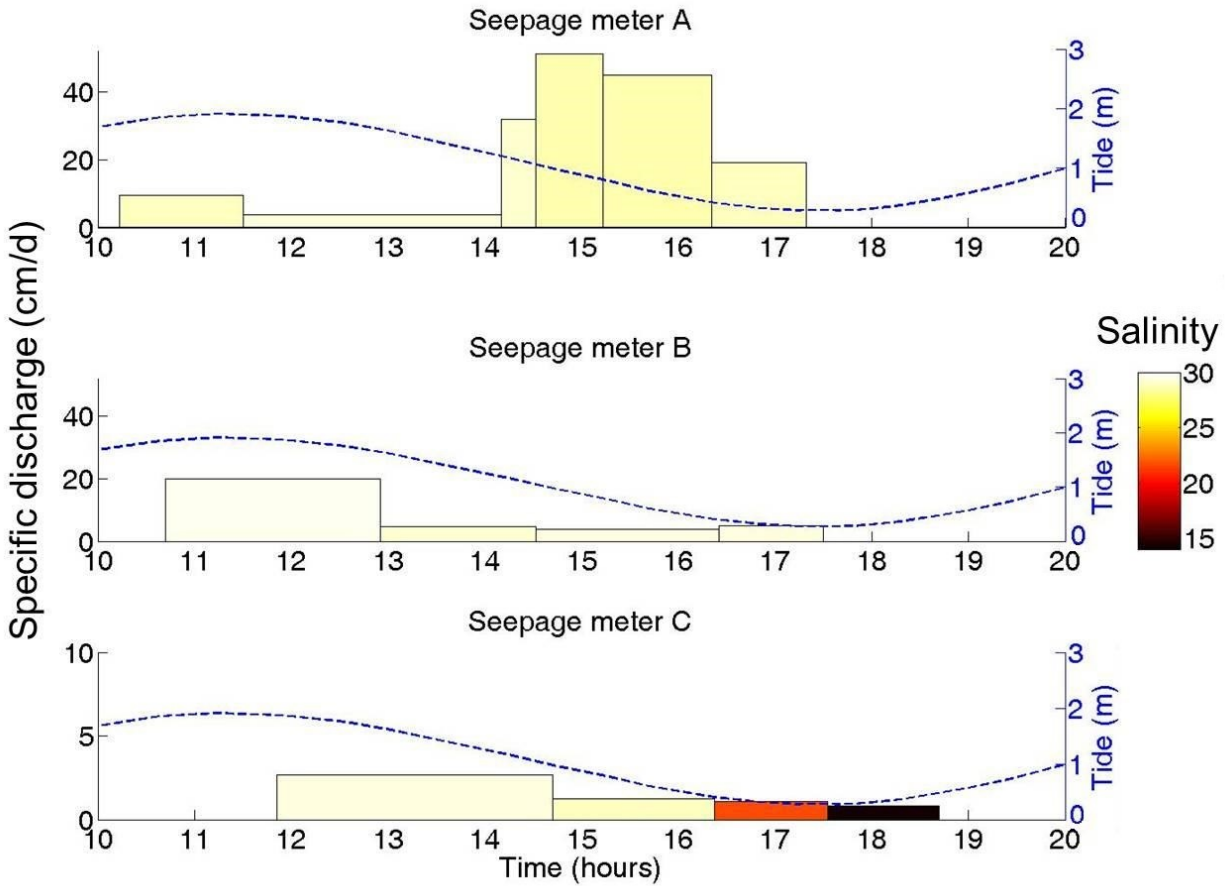 Seepage meter A
40
20
0
3
2
1
0
Tide (m)
10 11 12 13 14 15 16 17 18 19 20
Specific discharge (cm/d)
Seepage meter B
40
20
0
3
2
1
0
Tide (m)
10 11 12 13 14 15 16 17 18 19 20
Salinity
30
25
20
15
Seepage meter C
10
5
0
3
2
1
0
Tide (m)
10 11 12 13 14 15 16 17 18 19 20
Time (hours)